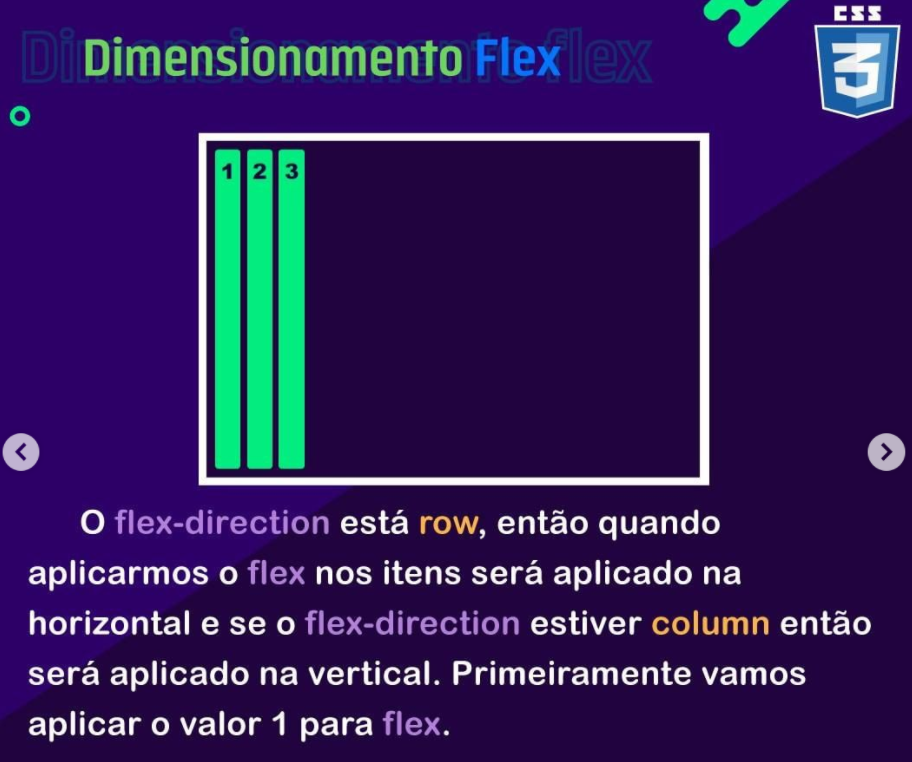 CSS
3
Dimensionamento flex
Dimensionamento Flex
1 2 3
O flex-direction está row, então quando
aplicarmos o flex nos itens será aplicado na
horizontal e se o flex-direction estiver column então
será aplicado na vertical. Primeiramente vamos
aplicar o valor 1 para flex.